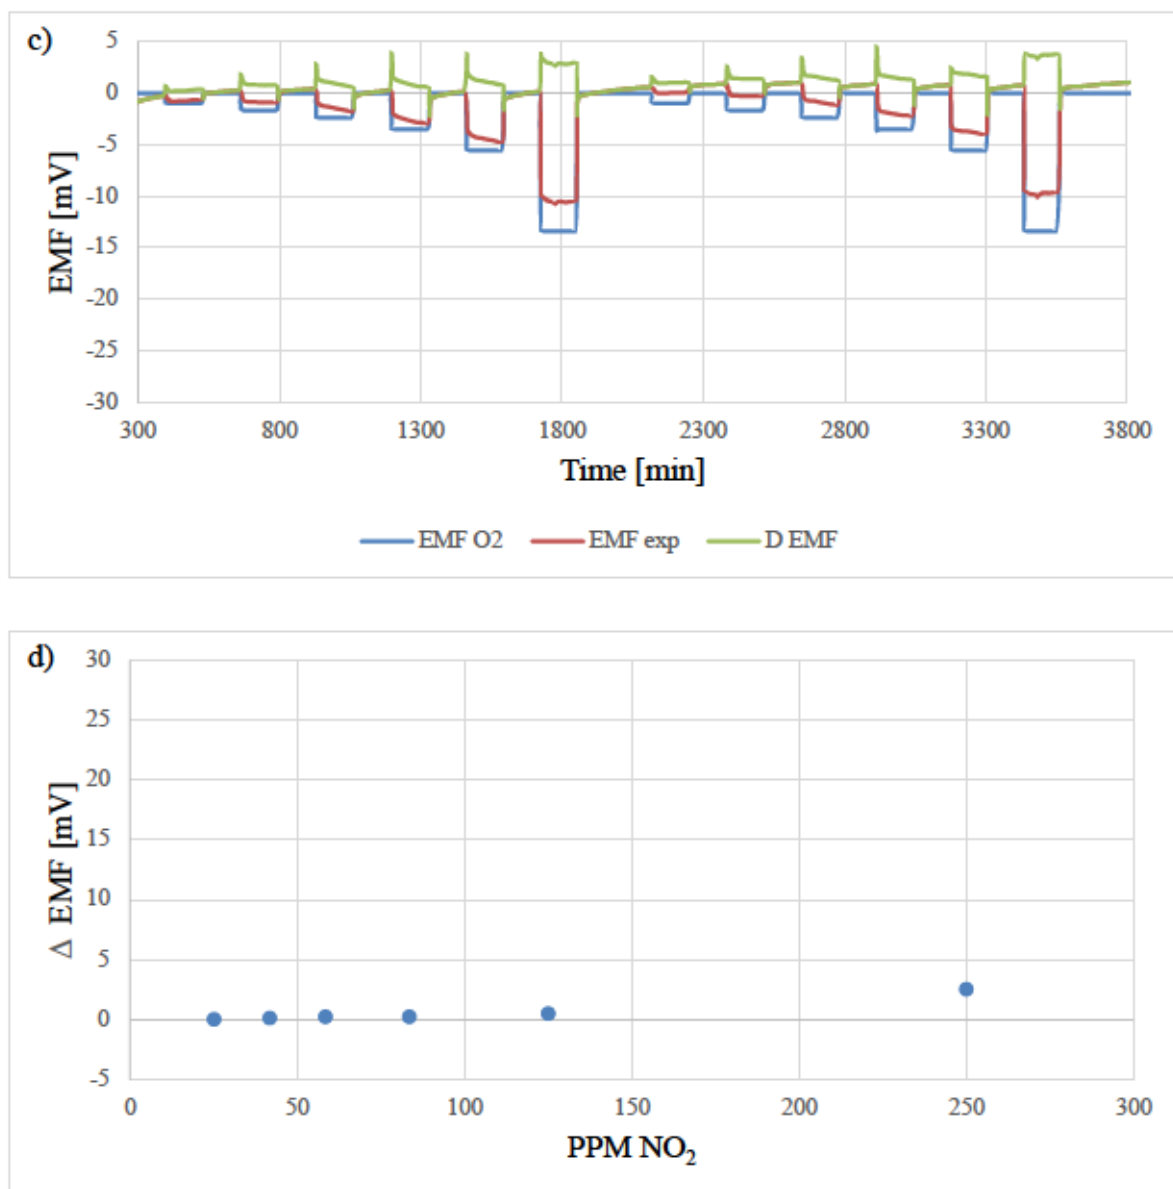 c)
5
0
-5
-10
-15
-20
-25
-30
EMF [mV]
300 800 1300 1800 2300 2800 3300 3800
Time [min]
EMF O2 EMF exp D EMF
d)
30
25
20
15
10
5
0
-5
Δ EMF [mV]
0 50 100 150 200 250 300
PPM NO₂